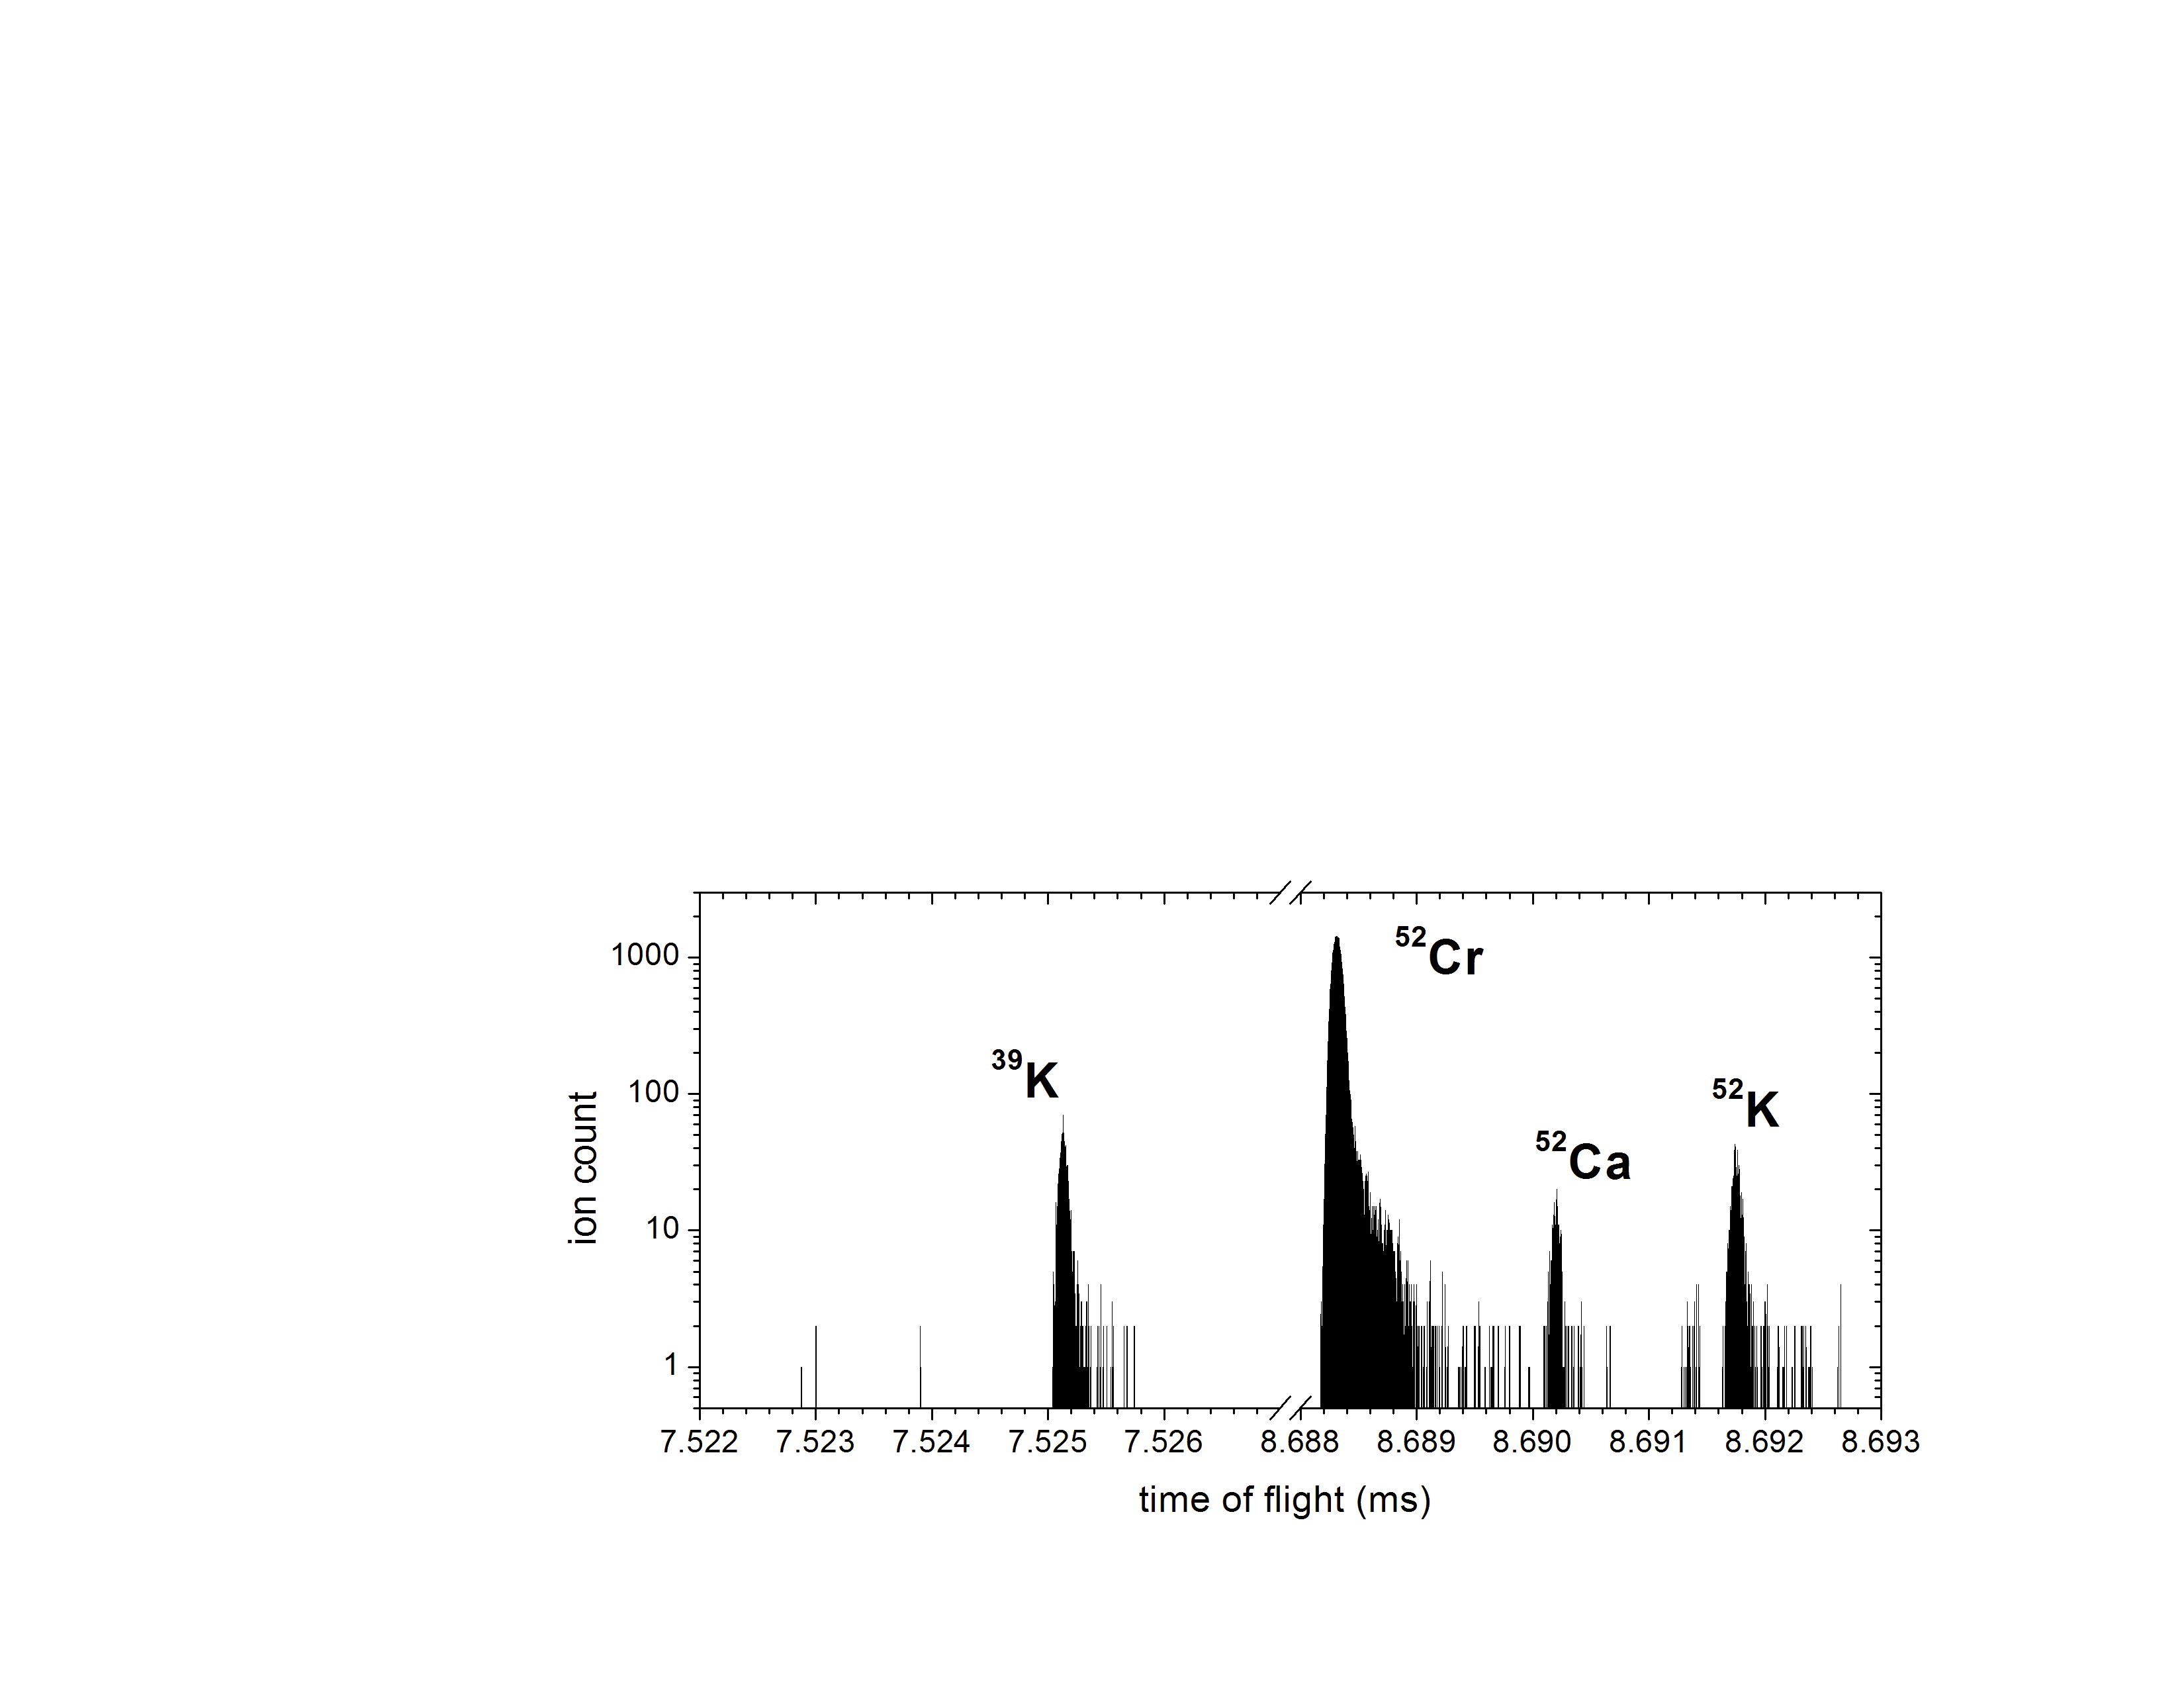 1000
100
10
1
ion count
³⁹K
⁵²Cr
⁵²Ca
⁵²K
7.522 7.523 7.524 7.525 7.526 8.688 8.689 8.690 8.691 8.692 8.693
time of flight (ms)